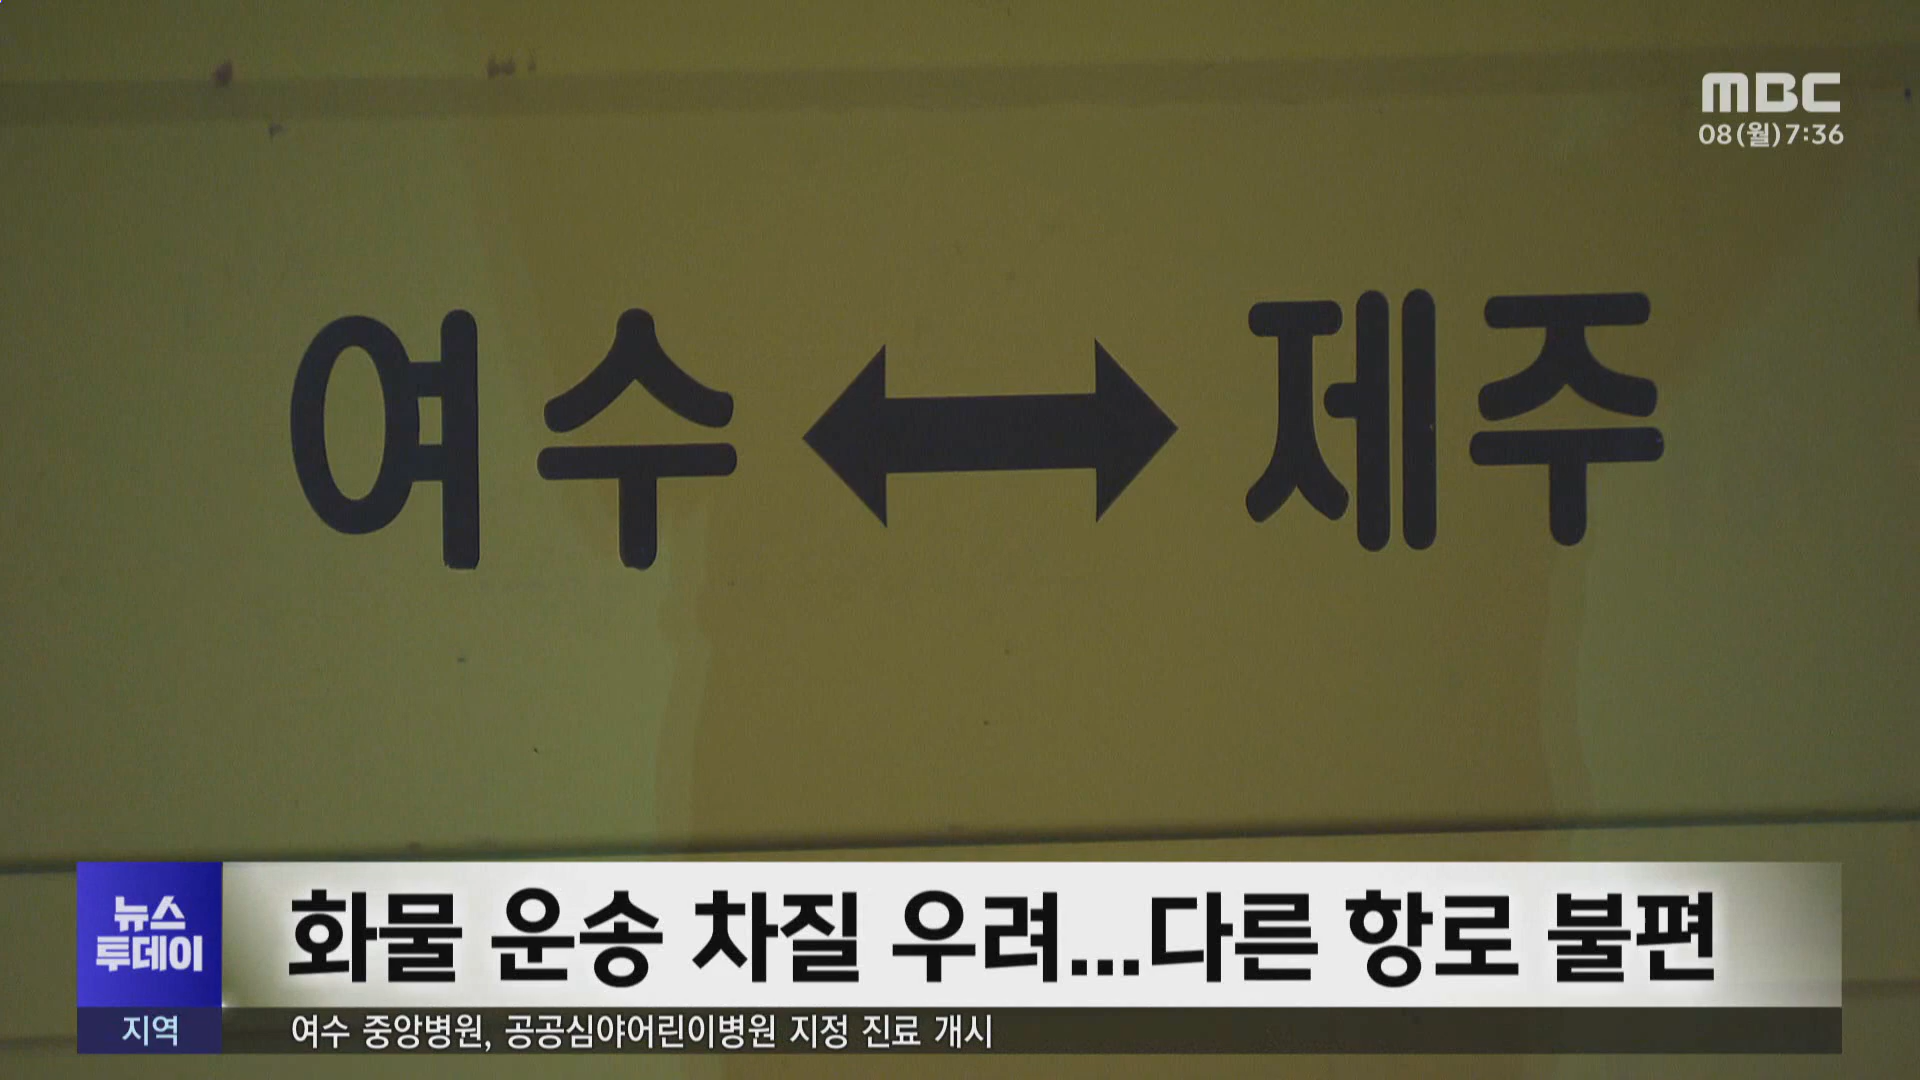 MBC
08(월)7:36
여수 ↔ 제주
뉴스
투데이
화물 운송 차질 우려...다른 항로 불편
지역
여수 중앙병원, 공공심야어린이병원 지정 진료 개시